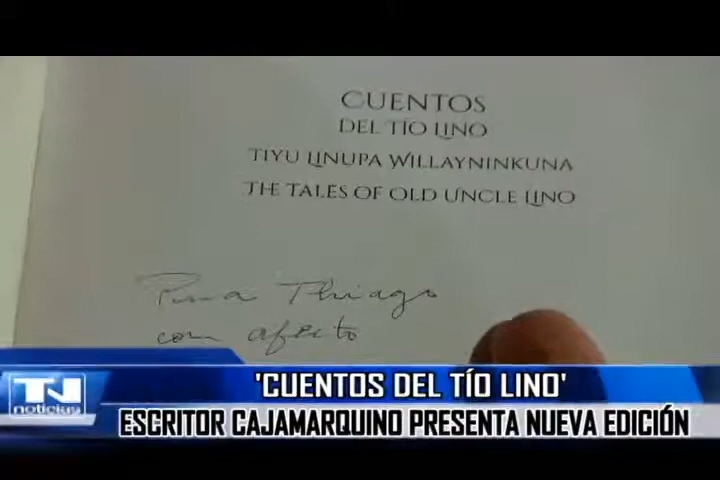 CUENTOS
DEL TÍO LINO
TIYU LINUPA WILLAYNINKUNA
THE TALES OF OLD UNCLE LINO
Para Thiago
con afecto
TN
noticias
'CUENTOS DEL TÍO LINO'
ESCRITOR CAJAMARQUINO PRESENTA NUEVA EDICIÓN